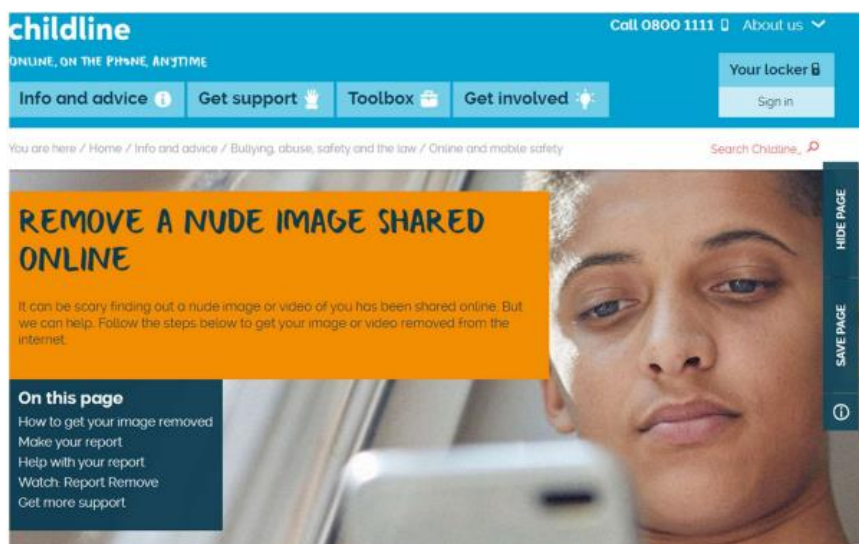 childline
ONLINE, ON THE PHONE, ANYTIME
Call 0800 1111 About us
Your locker
Sign in
Info and advice Get support Toolbox Get involved
You are here / Home / Info and advice / Bullying, abuse, safety and the law / Online and mobile safety
Search Childline_
REMOVE A NUDE IMAGE SHARED
ONLINE
It can be scary finding out a nude image or video of you has been shared online. But
we can help. Follow the steps below to get your image or video removed from the
internet.
On this page
How to get your image removed
Make your report
Help with your report
Watch: Report Remove
Get more support
HIDE PAGE
SAVE PAGE